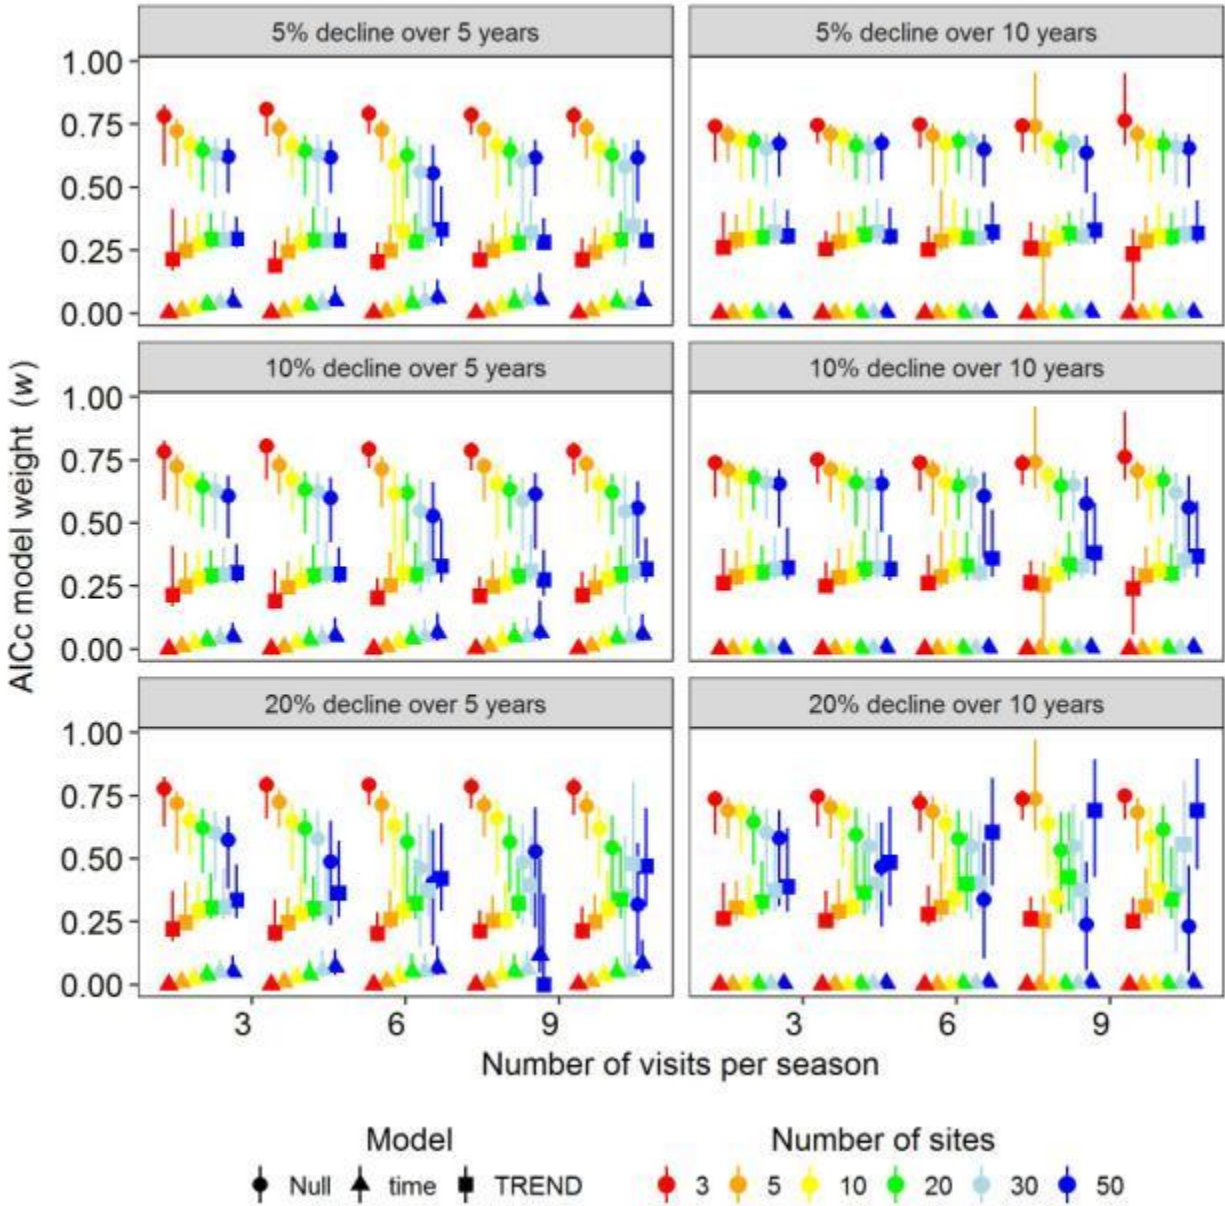 5% decline over 5 years
5% decline over 10 years
1.00
0.75
0.50
0.25
0.00
10% decline over 5 years
10% decline over 10 years
1.00
0.75
0.50
0.25
0.00
20% decline over 5 years
20% decline over 10 years
1.00
0.75
0.50
0.25
0.00
AICc model weight (w)
3 6 9
3 6 9
Number of visits per season
Model
Null time TREND
Number of sites
3 5 10 20 30 50